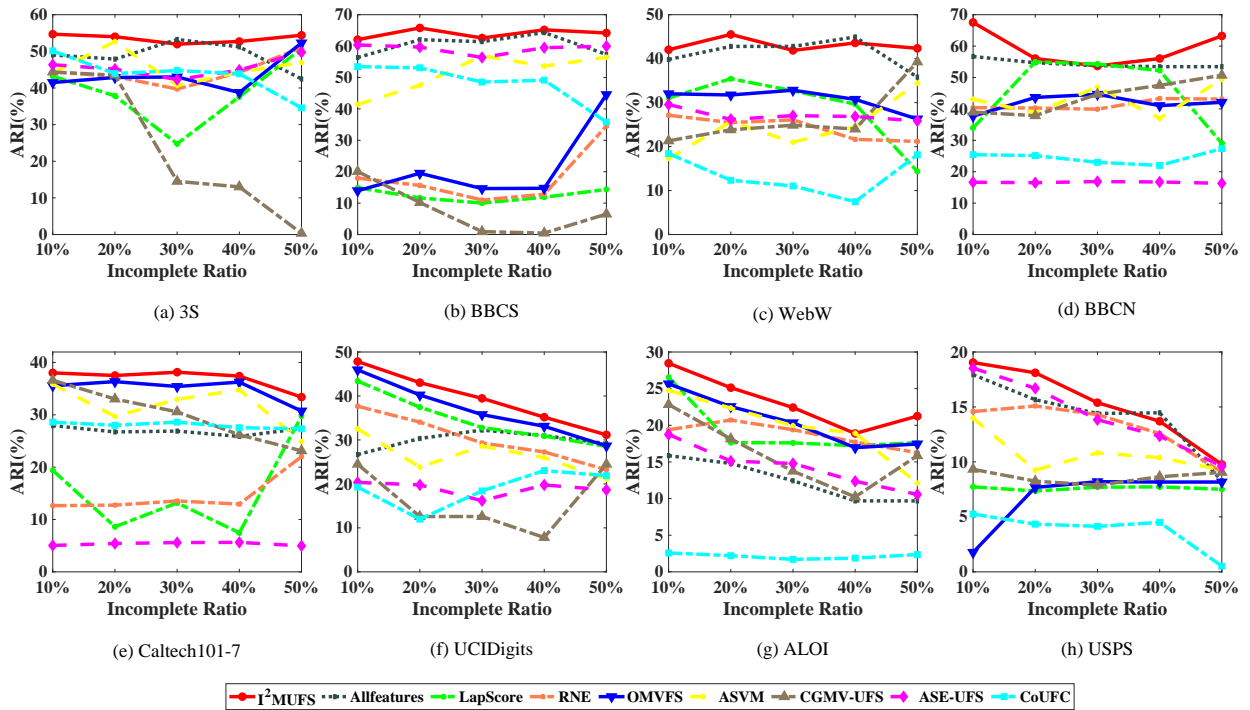 ARI(%)
70
60
50
40
30
20
10
0
10% 20% 30% 40% 50%
Incomplete Ratio
(a) 3S
ARI(%)
70
60
50
40
30
20
10
0
10% 20% 30% 40% 50%
Incomplete Ratio
(b) BBCS
ARI(%)
50
40
30
20
10
0
10% 20% 30% 40% 50%
Incomplete Ratio
(c) WebW
ARI(%)
70
60
50
40
30
20
10
0
10% 20% 30% 40% 50%
Incomplete Ratio
(d) BBCN
ARI(%)
40
30
20
10
0
10% 20% 30% 40% 50%
Incomplete Ratio
(e) Caltech101-7
ARI(%)
50
40
30
20
10
0
10% 20% 30% 40% 50%
Incomplete Ratio
(f) UCIDigits
ARI(%)
30
25
20
15
10
5
0
10% 20% 30% 40% 50%
Incomplete Ratio
(g) ALOI
ARI(%)
20
15
10
5
0
10% 20% 30% 40% 50%
Incomplete Ratio
(h) USPS
I²MUFS Allfeatures LapScore RNE OMVFS ASVM CGMV-UFS ASE-UFS CoUFC